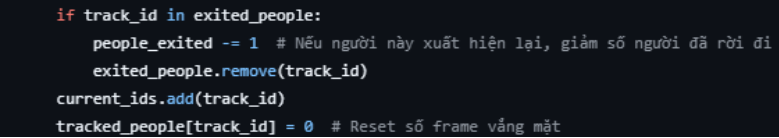 if track_id in exited_people:
people_exited -= 1  # Nếu người này xuất hiện lại, giảm số người đã rời đi
exited_people.remove(track_id)
current_ids.add(track_id)
tracked_people[track_id] = 0  # Reset số frame vắng mặt